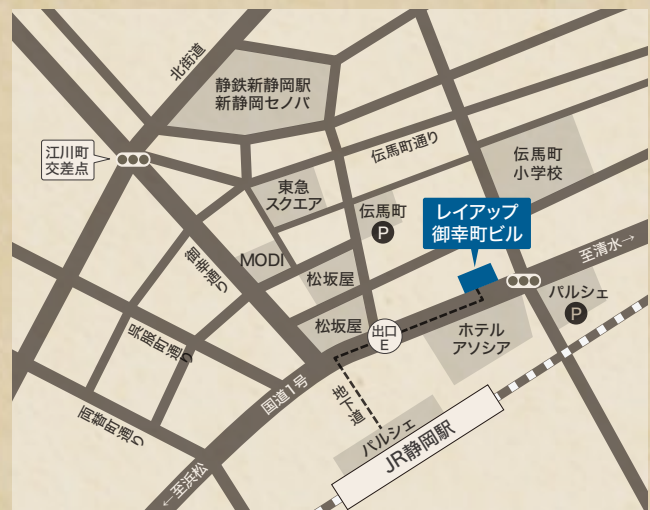 北街道
静鉄新静岡駅
新静岡セノバ
江川町
交差点
伝馬町通り
伝馬町
小学校
東急
スクエア
伝馬町
P
レイアップ
御幸町ビル
至清水→
御幸通り
MODI
松坂屋
パルシェ
P
松坂屋
出口
E
ホテル
アソシア
呉服町通り
国道1号
地下道
両替町通り
パルシェ
JR静岡駅
←至浜松